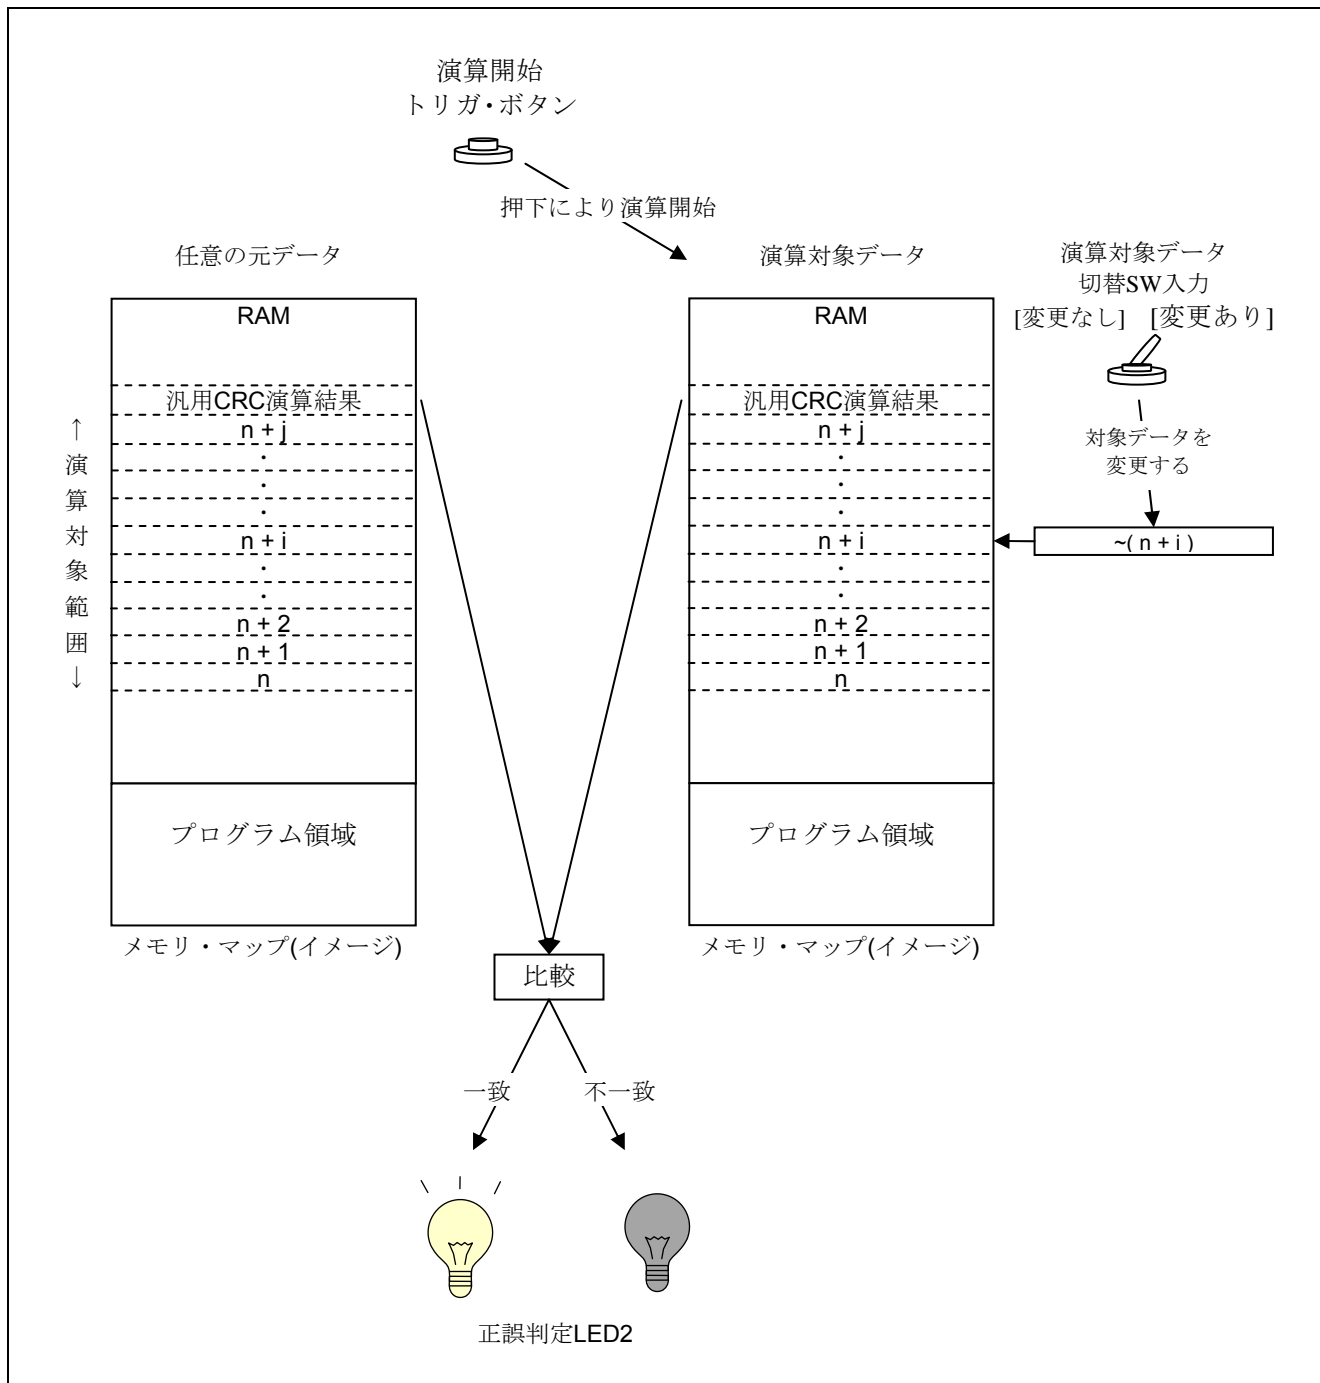 演算開始
トリガ・ボタン
押下により演算開始
任意の元データ
演算対象データ
演算対象データ
切替SW入力
[変更なし] [変更あり]
RAM
汎用CRC演算結果
n + j
.
.
.
n + i
.
.
n + 2
n + 1
n
プログラム領域
メモリ・マップ(イメージ)
↑演算対象範囲↓
RAM
汎用CRC演算結果
n + j
.
.
.
n + i
.
.
n + 2
n + 1
n
プログラム領域
メモリ・マップ(イメージ)
対象データを
変更する
~( n + i )
比較
一致
不一致
正誤判定LED2